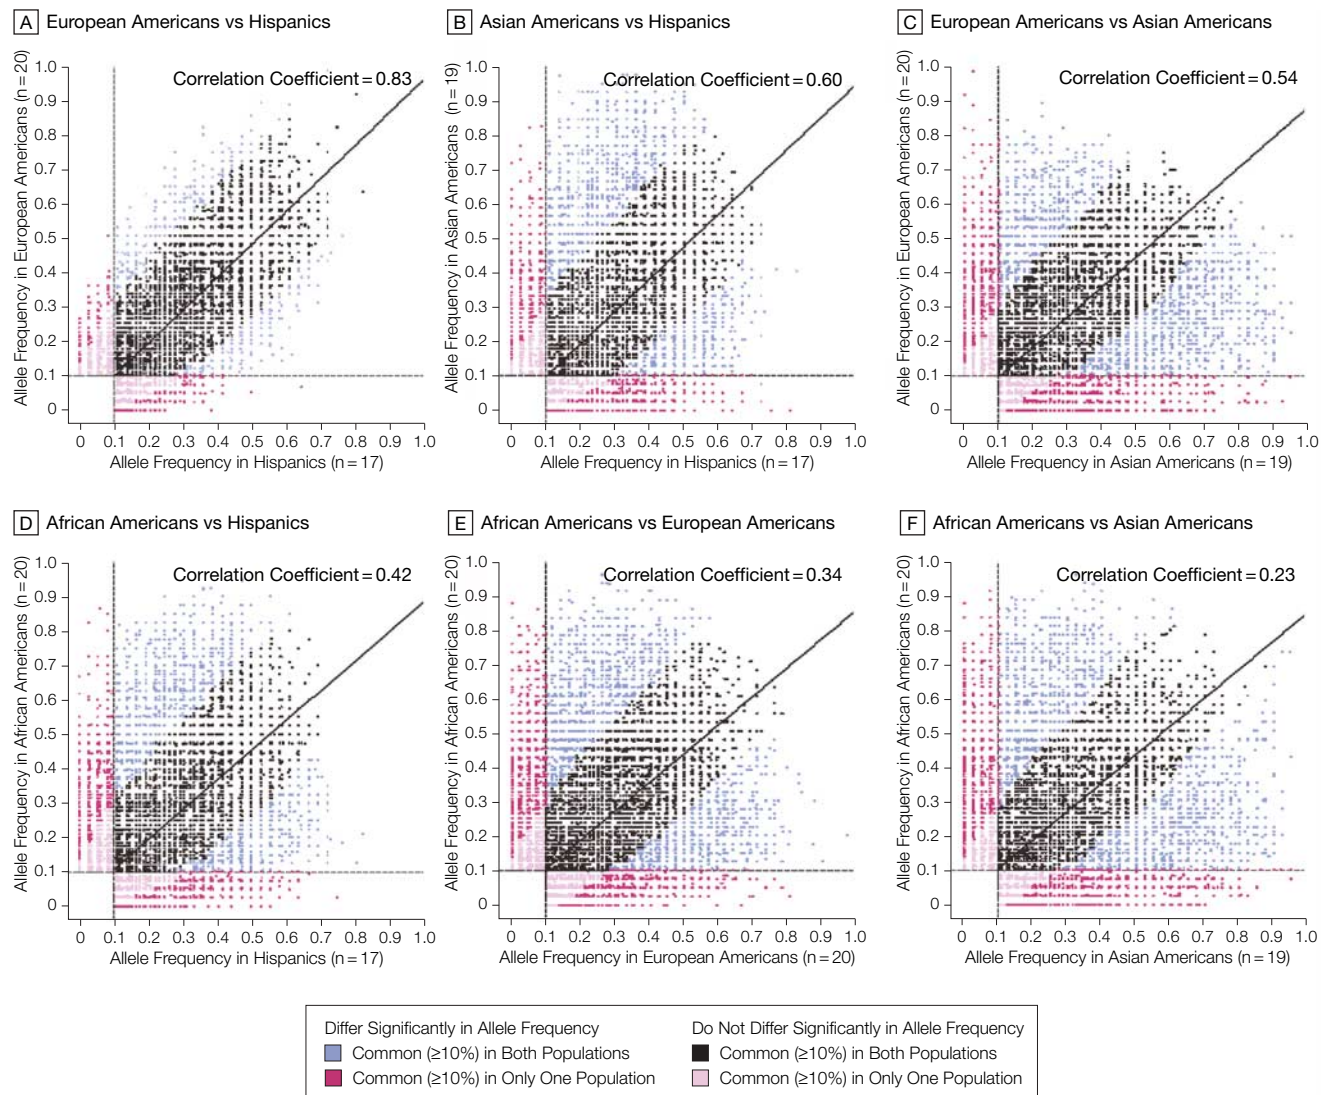 A European Americans vs Hispanics
Correlation Coefficient = 0.83
Allele Frequency in European Americans (n = 20)
1.0
0.9
0.8
0.7
0.6
0.5
0.4
0.3
0.2
0.1
0
0 0.1 0.2 0.3 0.4 0.5 0.6 0.7 0.8 0.9 1.0
Allele Frequency in Hispanics (n = 17)
B Asian Americans vs Hispanics
Correlation Coefficient = 0.60
Allele Frequency in Asian Americans (n = 19)
1.0
0.9
0.8
0.7
0.6
0.5
0.4
0.3
0.2
0.1
0
0 0.1 0.2 0.3 0.4 0.5 0.6 0.7 0.8 0.9 1.0
Allele Frequency in Hispanics (n = 17)
C European Americans vs Asian Americans
Correlation Coefficient = 0.54
Allele Frequency in European Americans (n = 20)
1.0
0.9
0.8
0.7
0.6
0.5
0.4
0.3
0.2
0.1
0
0 0.1 0.2 0.3 0.4 0.5 0.6 0.7 0.8 0.9 1.0
Allele Frequency in Asian Americans (n = 19)
D African Americans vs Hispanics
Correlation Coefficient = 0.42
Allele Frequency in African Americans (n = 20)
1.0
0.9
0.8
0.7
0.6
0.5
0.4
0.3
0.2
0.1
0
0 0.1 0.2 0.3 0.4 0.5 0.6 0.7 0.8 0.9 1.0
Allele Frequency in Hispanics (n = 17)
E African Americans vs European Americans
Correlation Coefficient = 0.34
Allele Frequency in African Americans (n = 20)
1.0
0.9
0.8
0.7
0.6
0.5
0.4
0.3
0.2
0.1
0
0 0.1 0.2 0.3 0.4 0.5 0.6 0.7 0.8 0.9 1.0
Allele Frequency in European Americans (n = 20)
F African Americans vs Asian Americans
Correlation Coefficient = 0.23
Allele Frequency in African Americans (n = 20)
1.0
0.9
0.8
0.7
0.6
0.5
0.4
0.3
0.2
0.1
0
0 0.1 0.2 0.3 0.4 0.5 0.6 0.7 0.8 0.9 1.0
Allele Frequency in Asian Americans (n = 19)
Differ Significantly in Allele Frequency
Common (≥10%) in Both Populations
Common (≥10%) in Only One Population
Do Not Differ Significantly in Allele Frequency
Common (≥10%) in Both Populations
Common (≥10%) in Only One Population